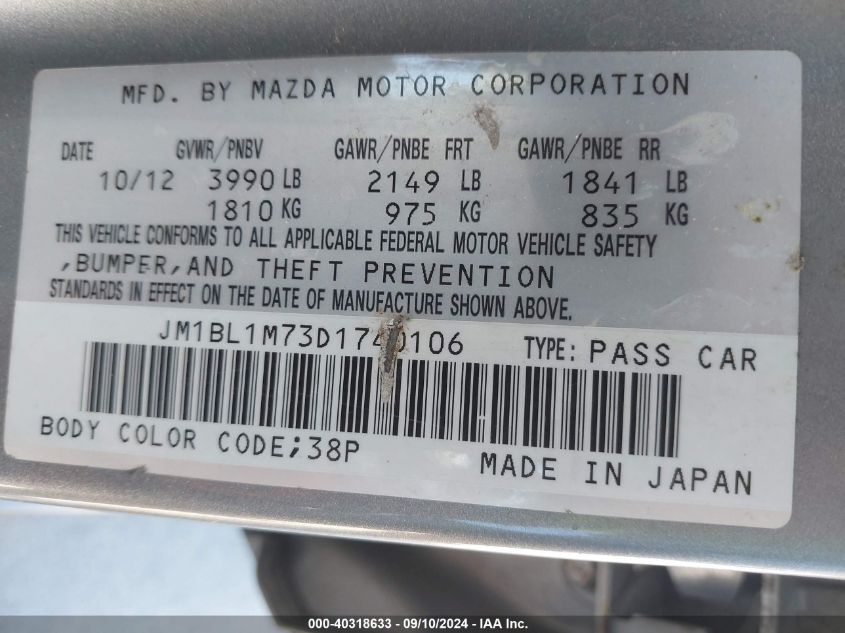 MFD. BY MAZDA MOTOR CORPORATION
DATE GVWR/PNBV GAWR/PNBE FRT GAWR/PNBE RR
10/12 3990 LB 2149 LB 1841 LB
1810 KG 975 KG 835 KG
THIS VEHICLE CONFORMS TO ALL APPLICABLE FEDERAL MOTOR VEHICLE SAFETY
,BUMPER,AND THEFT PREVENTION
STANDARDS IN EFFECT ON THE DATE OF MANUFACTURE SHOWN ABOVE.
JM1BL1M73D1740106 TYPE: PASS CAR
BODY COLOR CODE;38P
MADE IN JAPAN
000-40318633 - 09/10/2024 - IAA Inc.